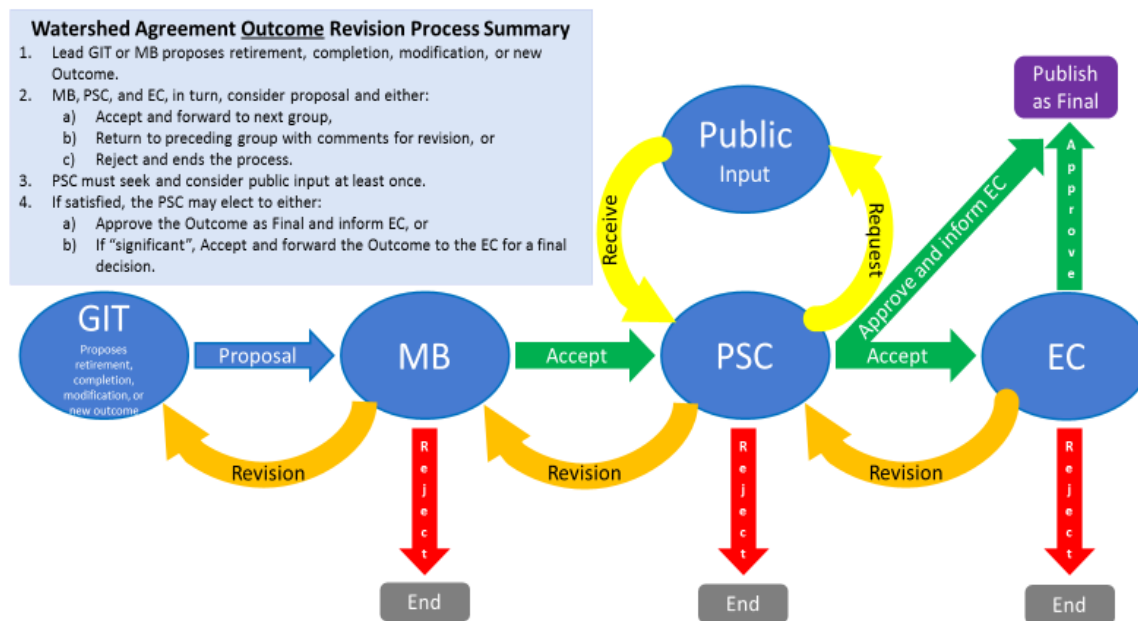 Watershed Agreement Outcome Revision Process Summary
1. Lead GIT or MB proposes retirement, completion, modification, or new
Outcome.
2. MB, PSC, and EC, in turn, consider proposal and either:
a) Accept and forward to next group,
b) Return to preceding group with comments for revision, or
c) Reject and ends the process.
3. PSC must seek and consider public input at least once.
4. If satisfied, the PSC may elect to either:
a) Approve the Outcome as Final and inform EC, or
b) If “significant”, Accept and forward the Outcome to the EC for a final
decision.
Publish
as Final
Public
Input
Receive
Request
Approve and inform EC
Approve
GIT
Proposes
retirement,
completion,
modification, or
new outcome
Proposal
MB
Accept
PSC
Accept
EC
Revision
Revision
Revision
Reject
Reject
Reject
End
End
End